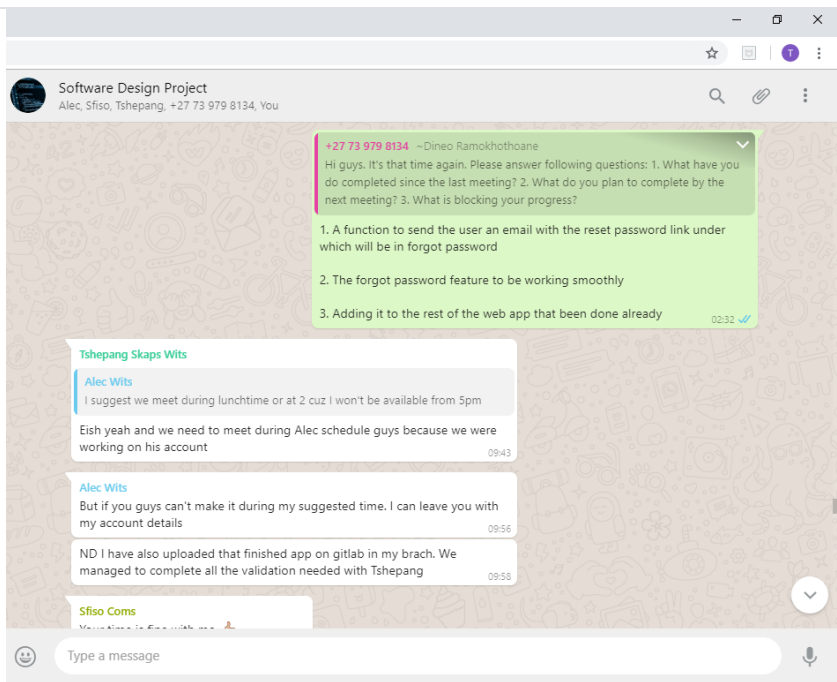 T
Software Design Project
Alec, Sfiso, Tshepang, +27 73 979 8134, You
+27 73 979 8134 ~Dineo Ramokhothoane
Hi guys. It's that time again. Please answer following questions: 1. What have you
do completed since the last meeting? 2. What do you plan to complete by the
next meeting? 3. What is blocking your progress?
1. A function to send the user an email with the reset password link under
which will be in forgot password
2. The forgot password feature to be working smoothly
3. Adding it to the rest of the web app that been done already
02:32
Tshepang Skaps Wits
Alec Wits
I suggest we meet during lunchtime or at 2 cuz I won't be available from 5pm
Eish yeah and we need to meet during Alec schedule guys because we were
working on his account
09:43
Alec Wits
But if you guys can't make it during my suggested time. I can leave you with
my account details
09:56
ND I have also uploaded that finished app on gitlab in my brach. We
managed to complete all the validation needed with Tshepang
09:58
Sfiso Coms
Your time is fine with me
Type a message